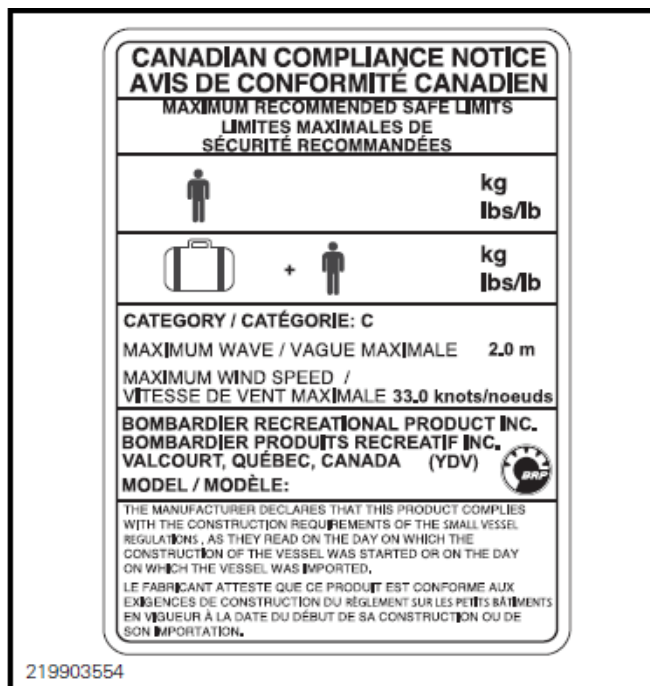 CANADIAN COMPLIANCE NOTICE
AVIS DE CONFORMITÉ CANADIEN
MAXIMUM RECOMMENDED SAFE LIMITS
LIMITES MAXIMALES DE
SÉCURITÉ RECOMMANDÉES
kg
lbs/lb
+
kg
lbs/lb
CATEGORY / CATÉGORIE: C
MAXIMUM WAVE / VAGUE MAXIMALE 2.0 m
MAXIMUM WIND SPEED /
VITESSE DE VENT MAXIMALE 33.0 knots/noeuds
BOMBARDIER RECREATIONAL PRODUCT INC.
BOMBARDIER PRODUITS RECREATIF INC.
VALCOURT, QUÉBEC, CANADA (YDV)
BRP
MODEL / MODÈLE:
THE MANUFACTURER DECLARES THAT THIS PRODUCT COMPLIES
WITH THE CONSTRUCTION REQUIREMENTS OF THE SMALL VESSEL
REGULATIONS, AS THEY READ ON THE DAY ON WHICH THE
CONSTRUCTION OF THE VESSEL WAS STARTED OR ON THE DAY
ON WHICH THE VESSEL WAS IMPORTED.
LE FABRICANT ATTESTE QUE CE PRODUIT EST CONFORME AUX
EXIGENCES DE CONSTRUCTION DU RÈGLEMENT SUR LES PETITS BÂTIMENTS
EN VIGUEUR À LA DATE DU DÉBUT DE SA CONSTRUCTION OU DE
SON IMPORTATION.
219903554